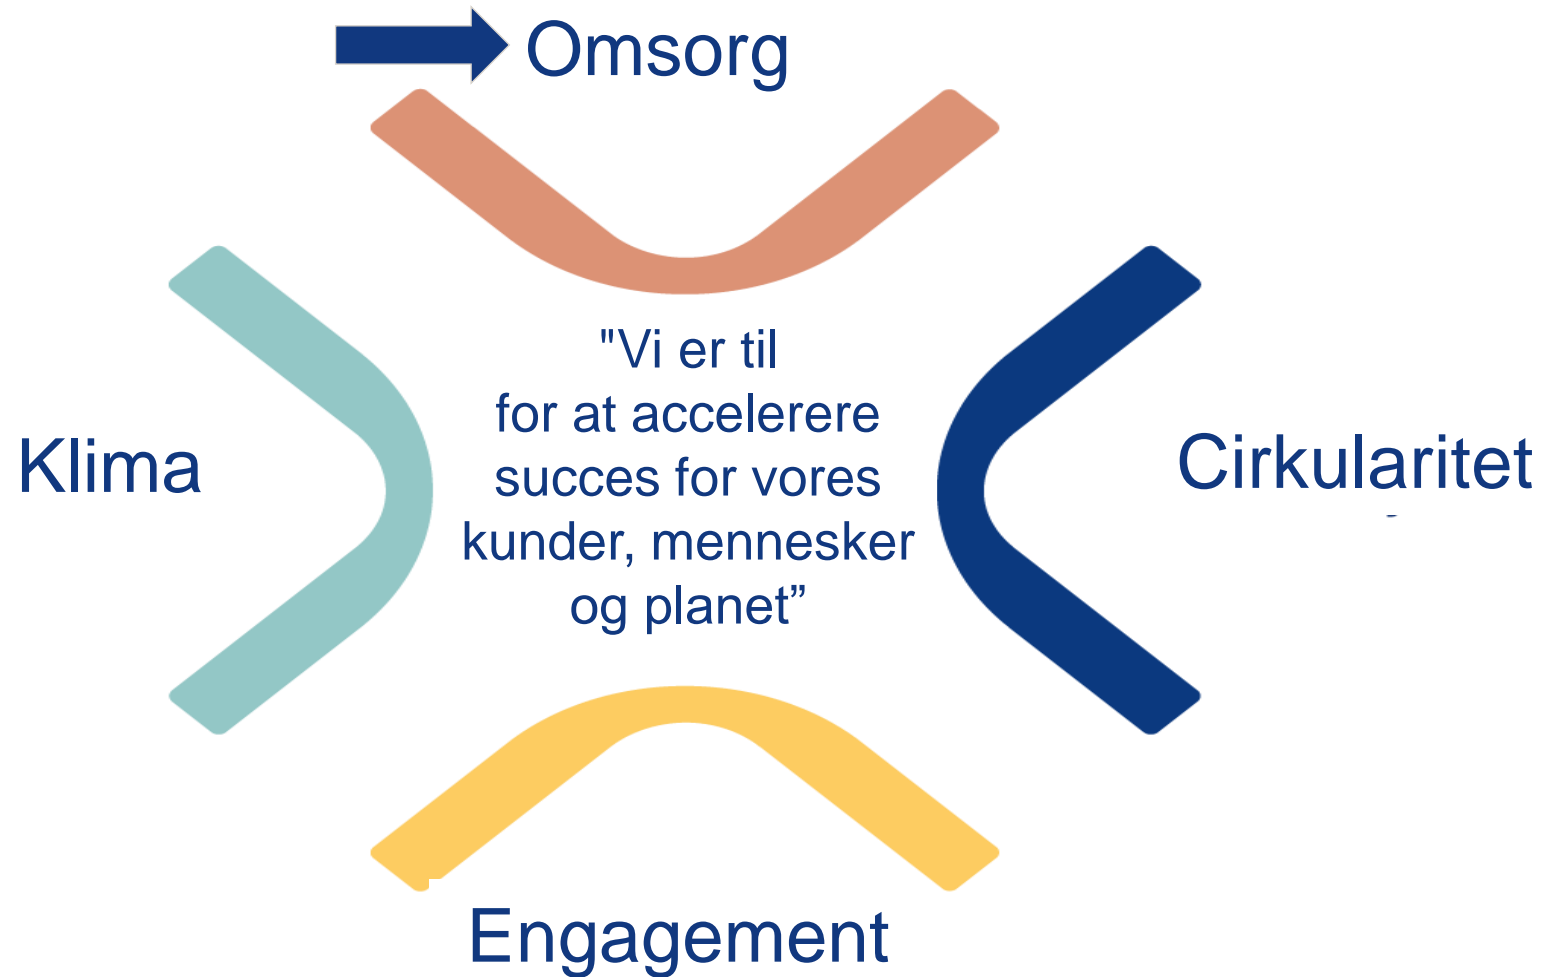 Omsorg
"Vi er til
for at accelerere
succes for vores
kunder, mennesker
og planet”
Klima
Cirkularitet
Engagement